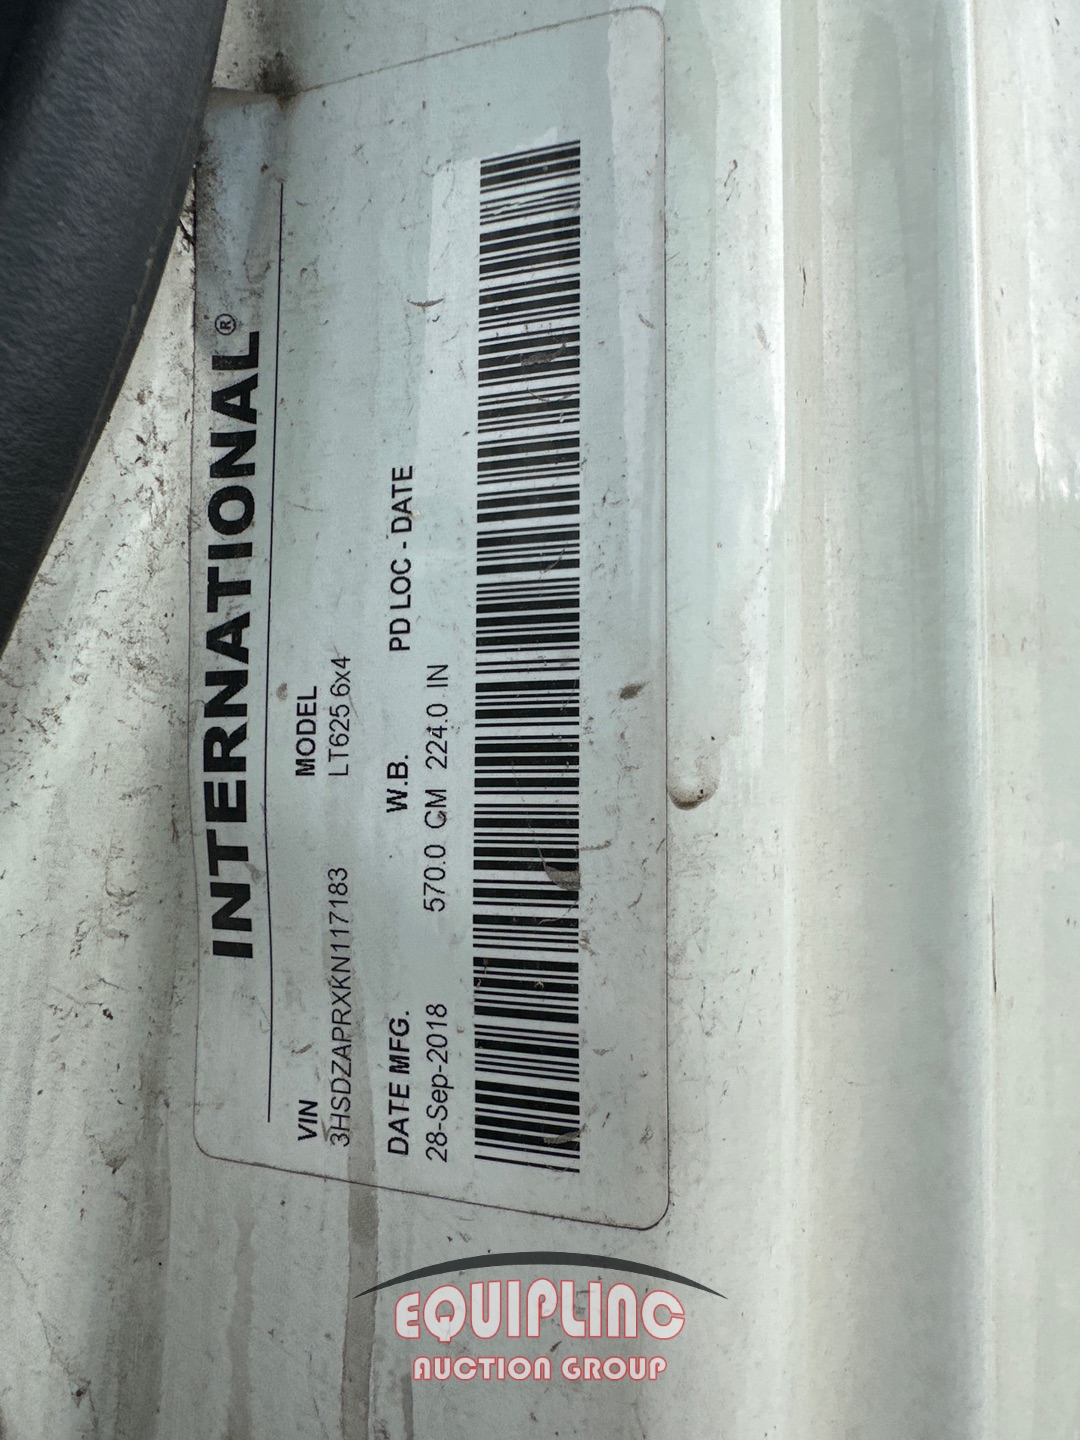 INTERNATIONAL®
VIN MODEL
3HSDZAPRXKN117183 LT625 6x4
DATE MFG. W.B. PD LOC - DATE
28-Sep-2018 570.0 CM 224.0 IN
EQUIPLINC
AUCTION GROUP